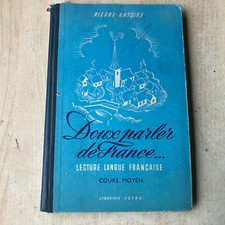 PIERRE-ANTOINE
Doux parler
de France...
LECTURE LANGUE FRANÇAISE
COURS MOYEN
LIBRAIRIE ISTRA